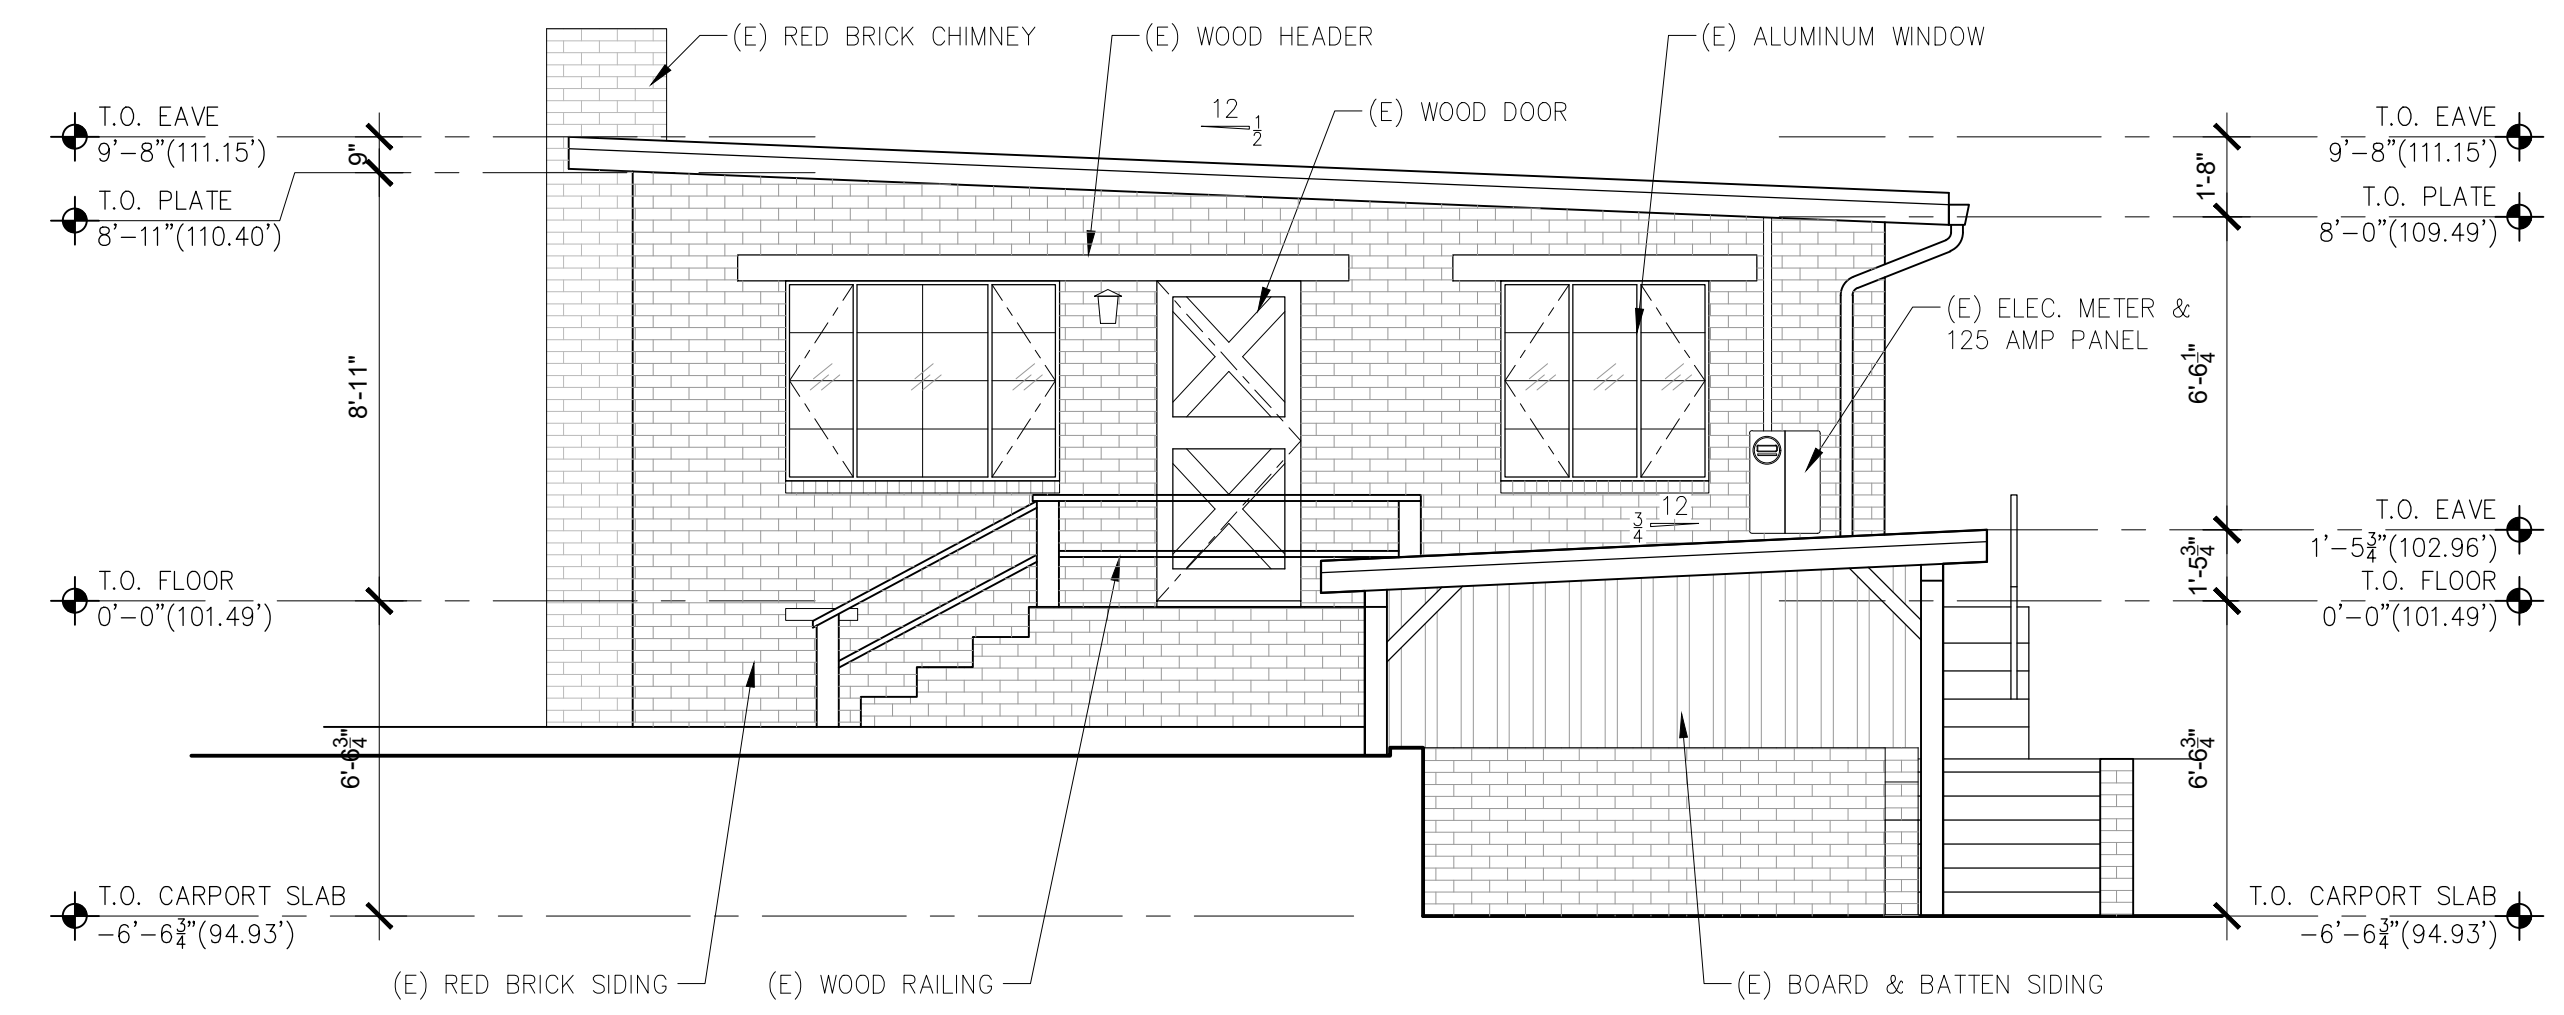 (E) RED BRICK CHIMNEY
(E) WOOD HEADER
(E) ALUMINUM WINDOW
(E) WOOD DOOR
12
1/2
T.O. EAVE
9'-8"(111.15')
9"
T.O. PLATE
8'-11"(110.40')
8'-11"
T.O. FLOOR
0'-0"(101.49')
6'-6 3/4"
T.O. CARPORT SLAB
-6'-6 3/4"(94.93')
T.O. EAVE
9'-8"(111.15')
1'-8"
T.O. PLATE
8'-0"(109.49')
(E) ELEC. METER &
125 AMP PANEL
6'-6 1/4"
12
3/4
T.O. EAVE
1'-5 3/4"(102.96')
1'-5 3/4"
T.O. FLOOR
0'-0"(101.49')
6'-6 3/4"
T.O. CARPORT SLAB
-6'-6 3/4"(94.93')
(E) RED BRICK SIDING
(E) WOOD RAILING
(E) BOARD & BATTEN SIDING